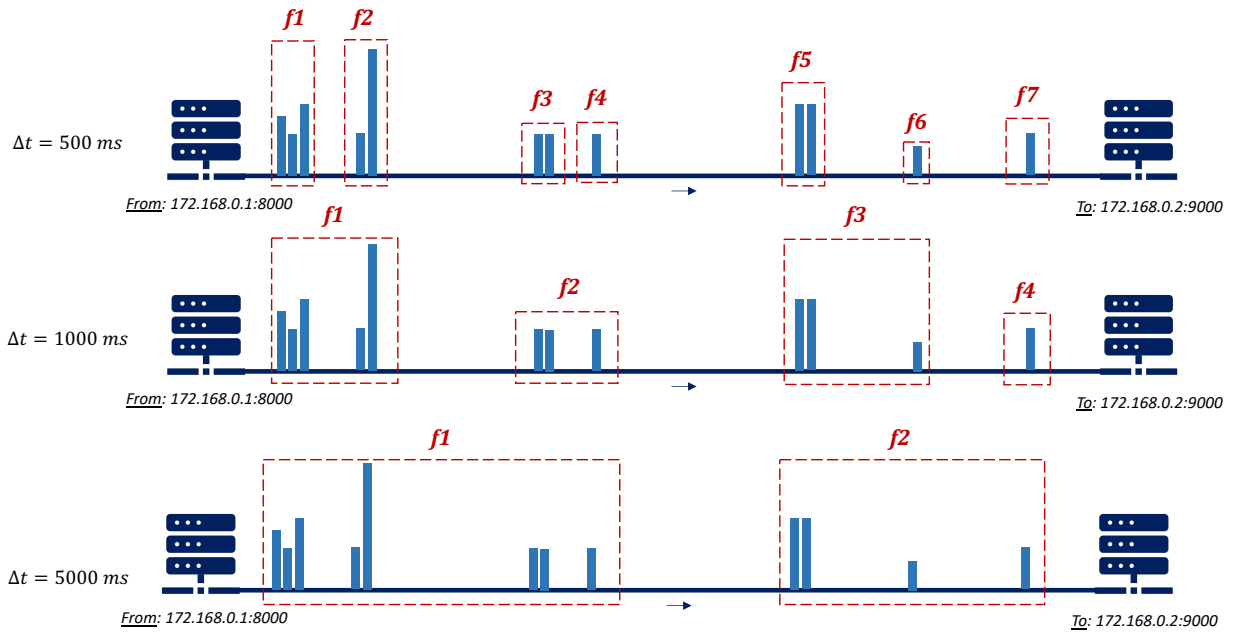 f1 f2
f5
f3 f4 f7
f6
Δt = 500 ms
From: 172.168.0.1:8000 To: 172.168.0.2:9000
f1 f3
f2 f4
Δt = 1000 ms
From: 172.168.0.1:8000 To: 172.168.0.2:9000
f1 f2
Δt = 5000 ms
From: 172.168.0.1:8000 To: 172.168.0.2:9000